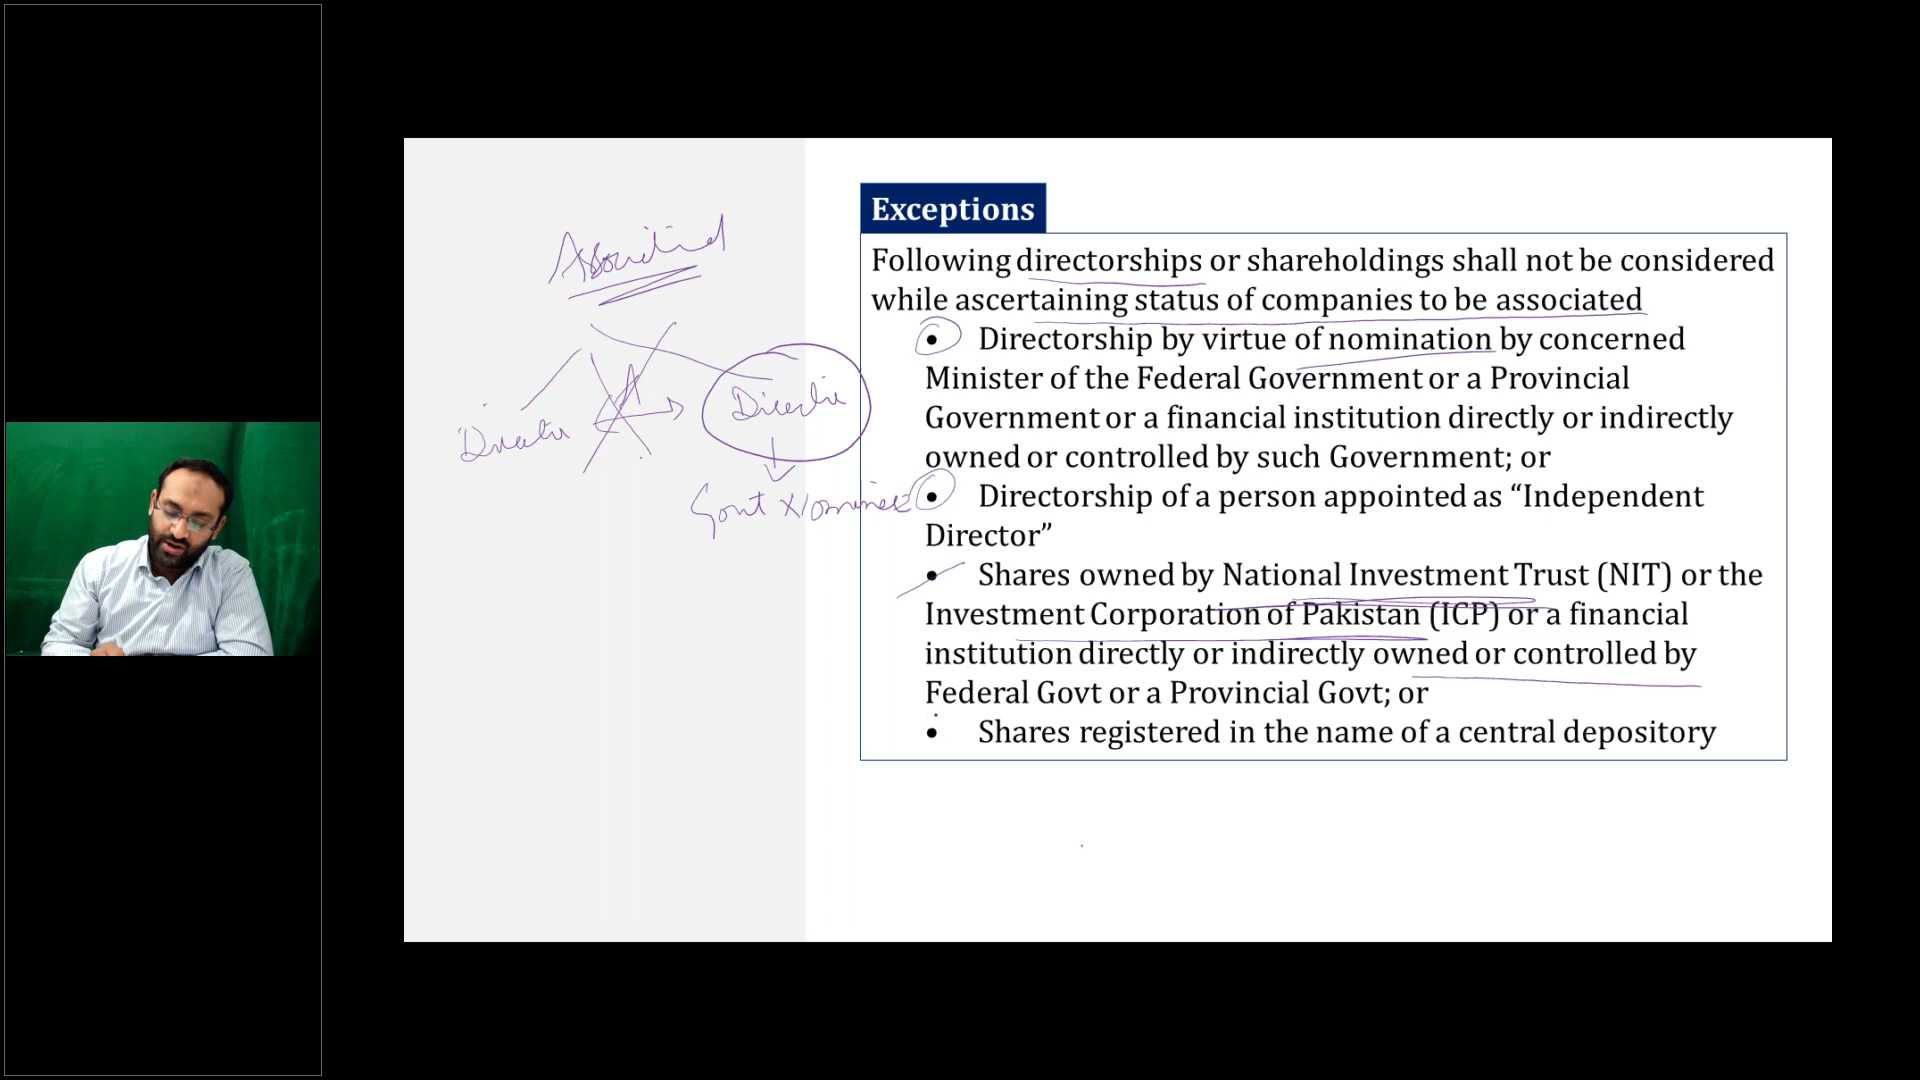 Associated
Director
Director
Govt Nominee
Exceptions
Following directorships or shareholdings shall not be considered
while ascertaining status of companies to be associated
• Directorship by virtue of nomination by concerned
Minister of the Federal Government or a Provincial
Government or a financial institution directly or indirectly
owned or controlled by such Government; or
• Directorship of a person appointed as “Independent
Director”
• Shares owned by National Investment Trust (NIT) or the
Investment Corporation of Pakistan (ICP) or a financial
institution directly or indirectly owned or controlled by
Federal Govt or a Provincial Govt; or
• Shares registered in the name of a central depository